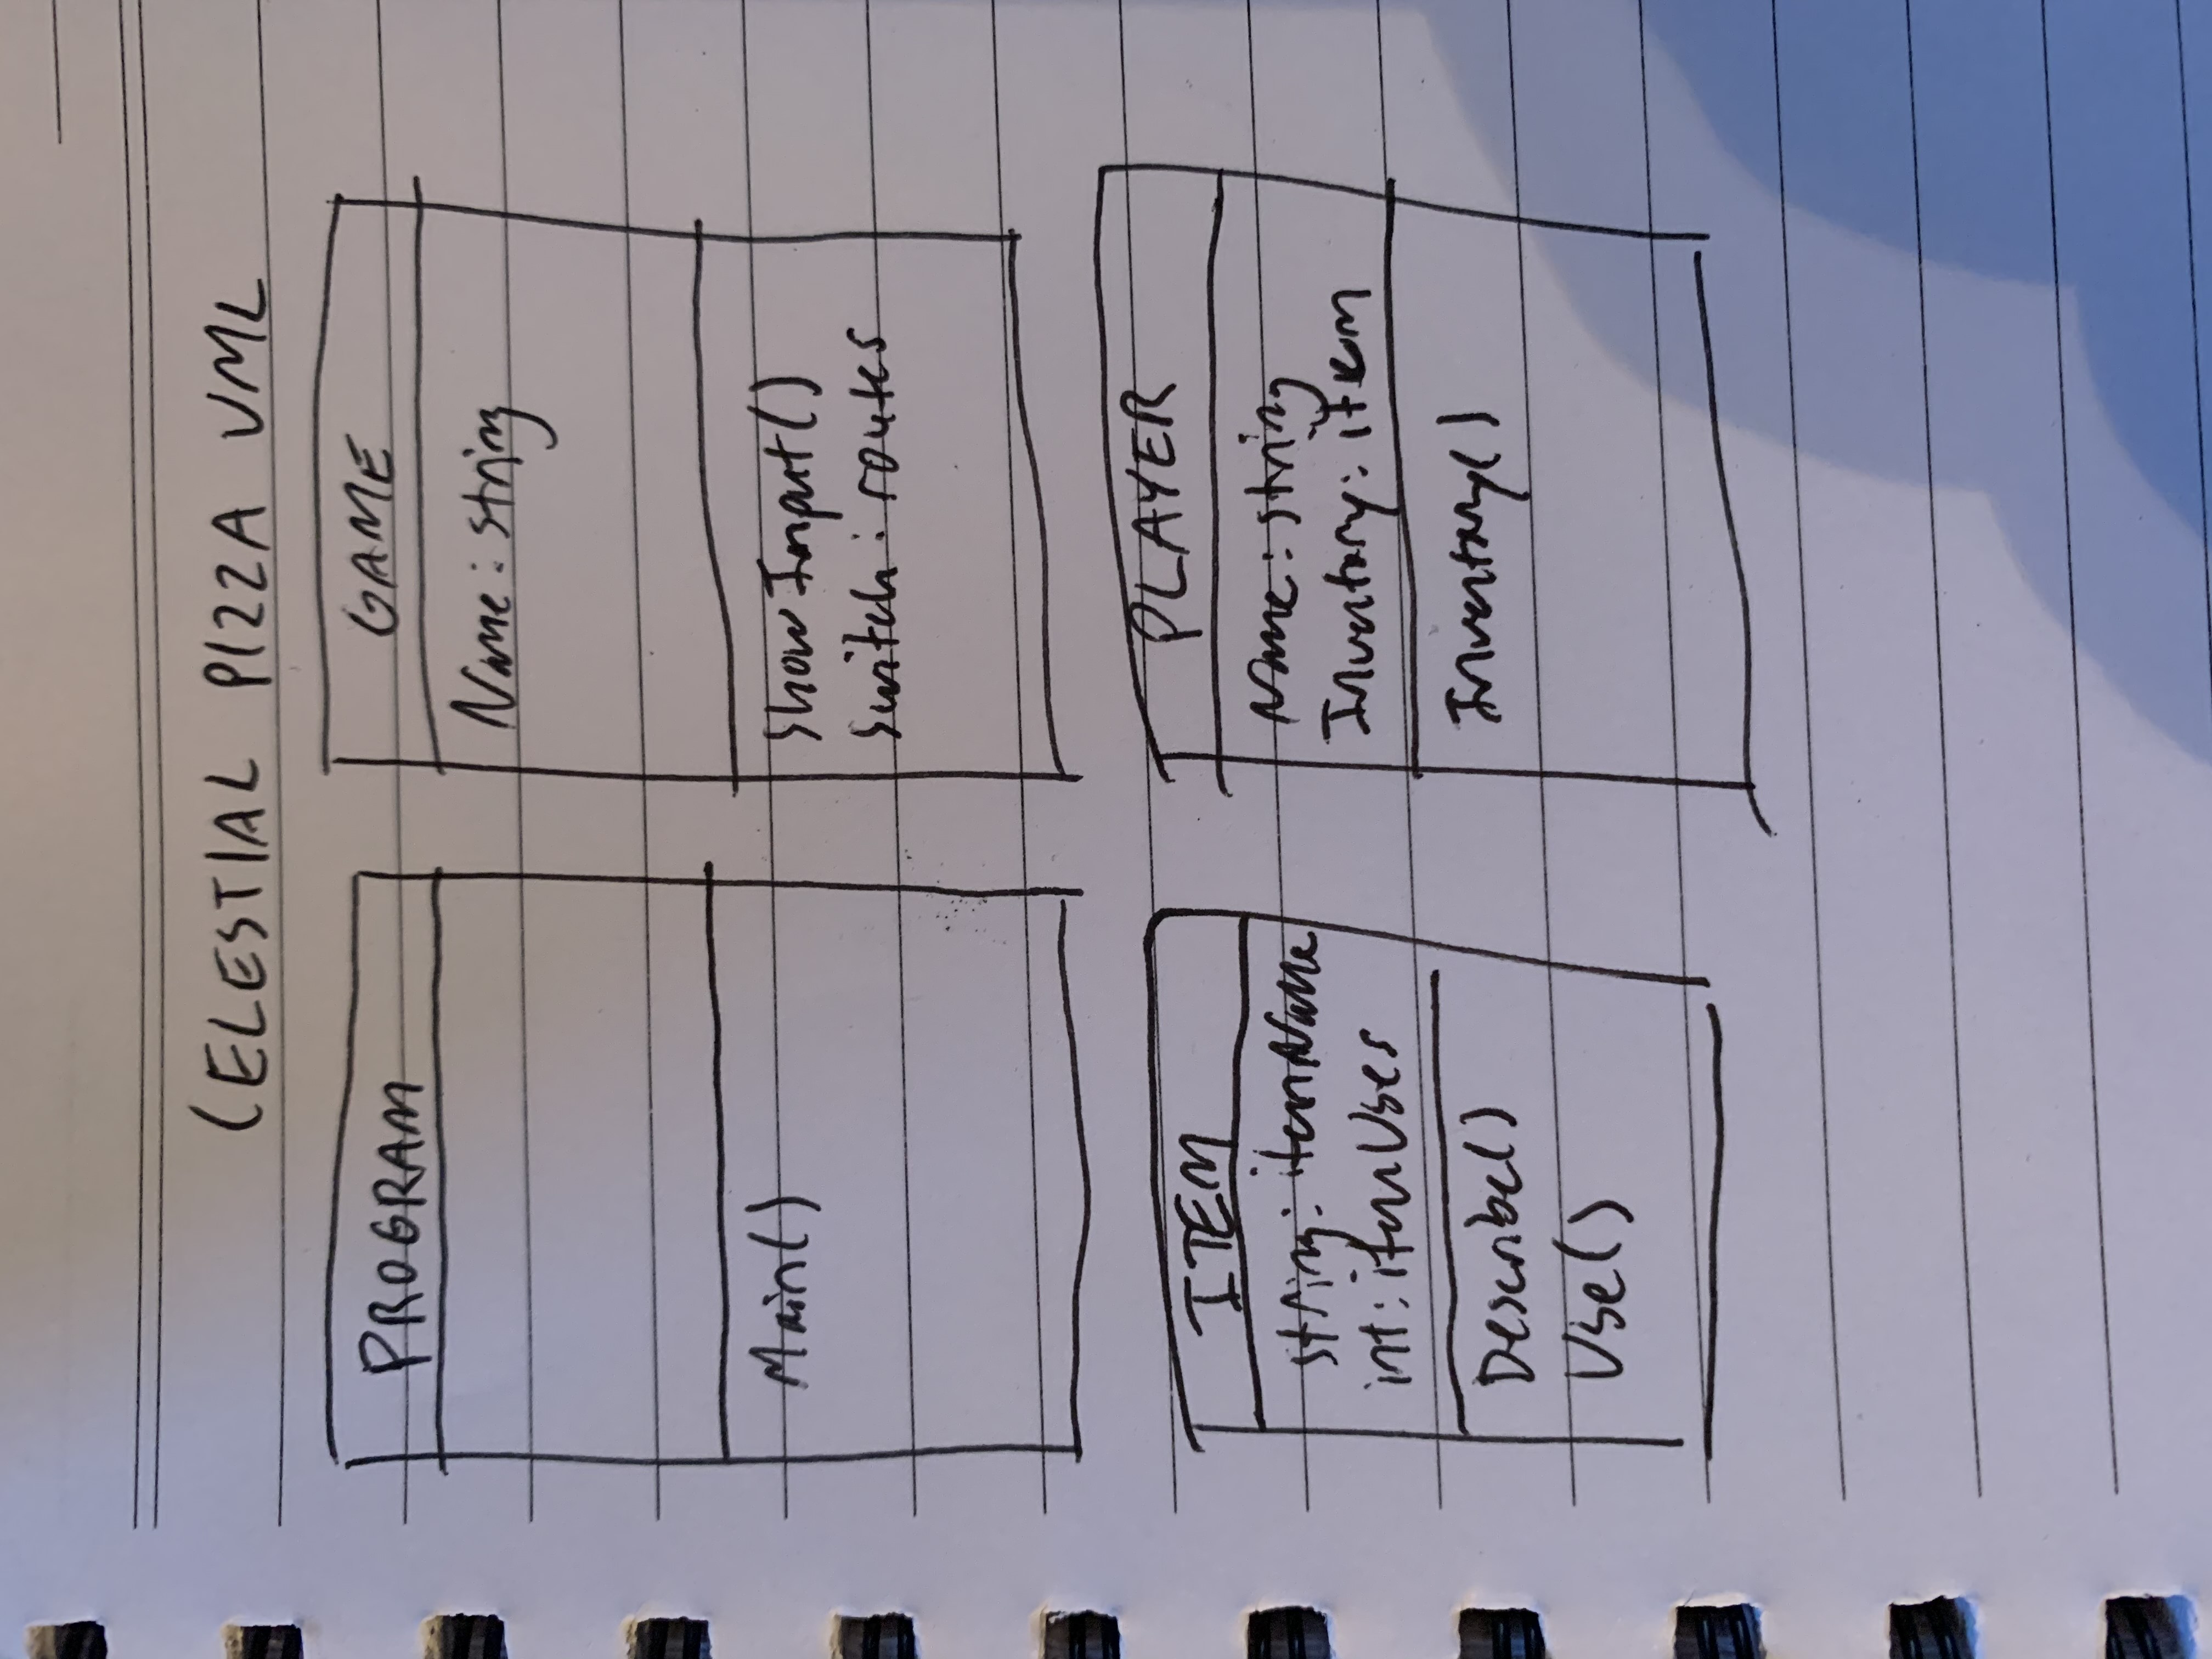 CELESTIAL PIZZA UML
PROGRAM
Main()
GAME
Name: string
ShowInput()
Switch: routes
ITEM
string: itemName
int: itemUses
Describe()
Use()
PLAYER
Name: string
Inventory: item
Inventory()